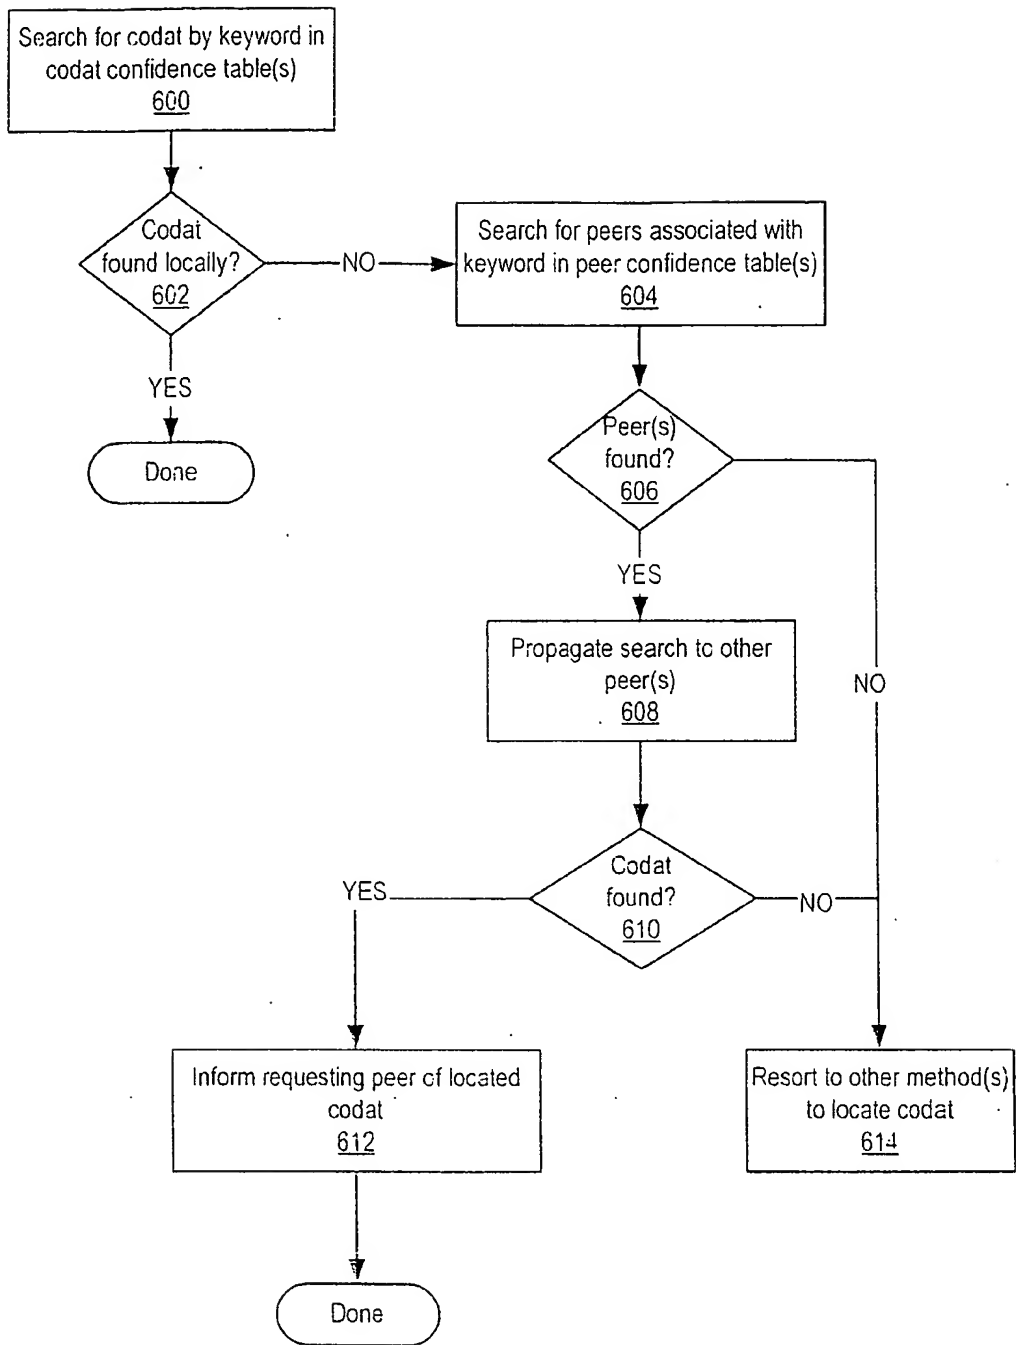 Search for codat by keyword in
codat confidence table(s)
600
Codat
found locally?
602
NO
Search for peers associated with
keyword in peer confidence table(s)
604
YES
Done
Peer(s)
found?
606
YES
Propagate search to other
peer(s)
608
NO
Codat
found?
610
YES
NO
Inform requesting peer of located
codat
612
Resort to other method(s)
to locate codat
614
Done